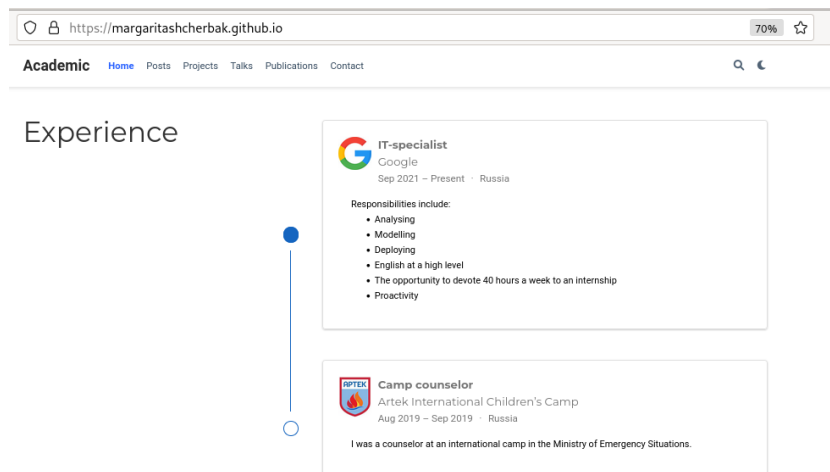 https://margaritashcherbak.github.io 70%
Academic Home Posts Projects Talks Publications Contact
Experience
IT-specialist
Google
Sep 2021 – Present · Russia
Responsibilities include:
• Analysing
• Modelling
• Deploying
• English at a high level
• The opportunity to devote 40 hours a week to an internship
• Proactivity
АРТЕК
Camp counselor
Artek International Children's Camp
Aug 2019 – Sep 2019 · Russia
I was a counselor at an international camp in the Ministry of Emergency Situations.